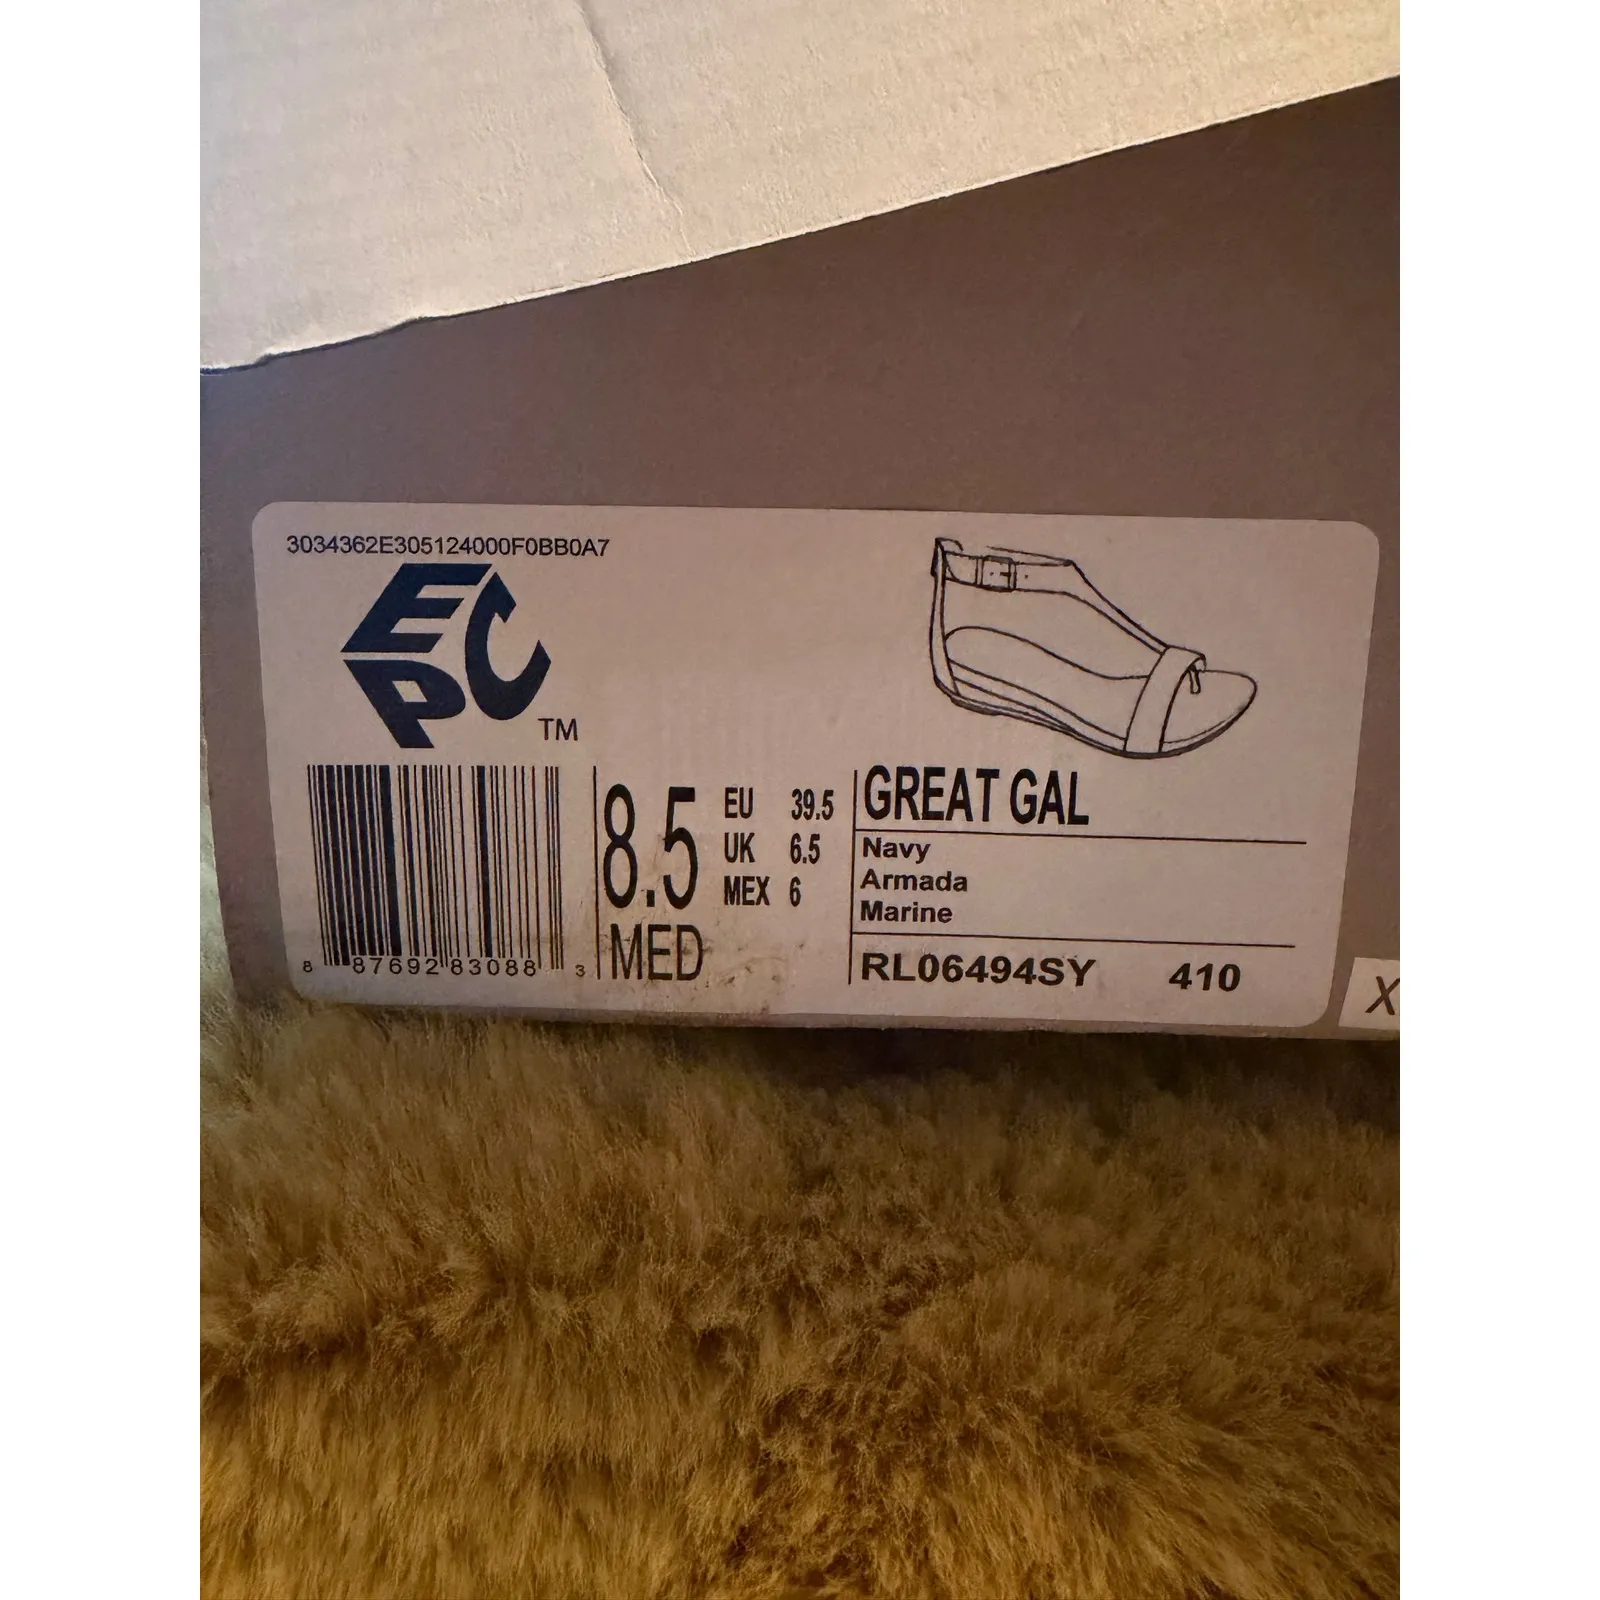 3034362E305124000F0BB0A7
EPC
TM
8 87692 83088 3
8.5
MED
EU 39.5
UK 6.5
MEX 6
GREAT GAL
Navy
Armada
Marine
RL06494SY 410
X